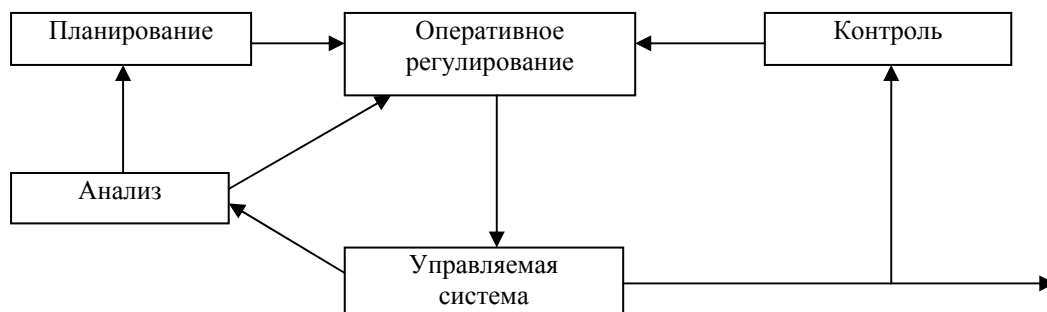 Планирование
Оперативное
регулирование
Контроль
Анализ
Управляемая
система